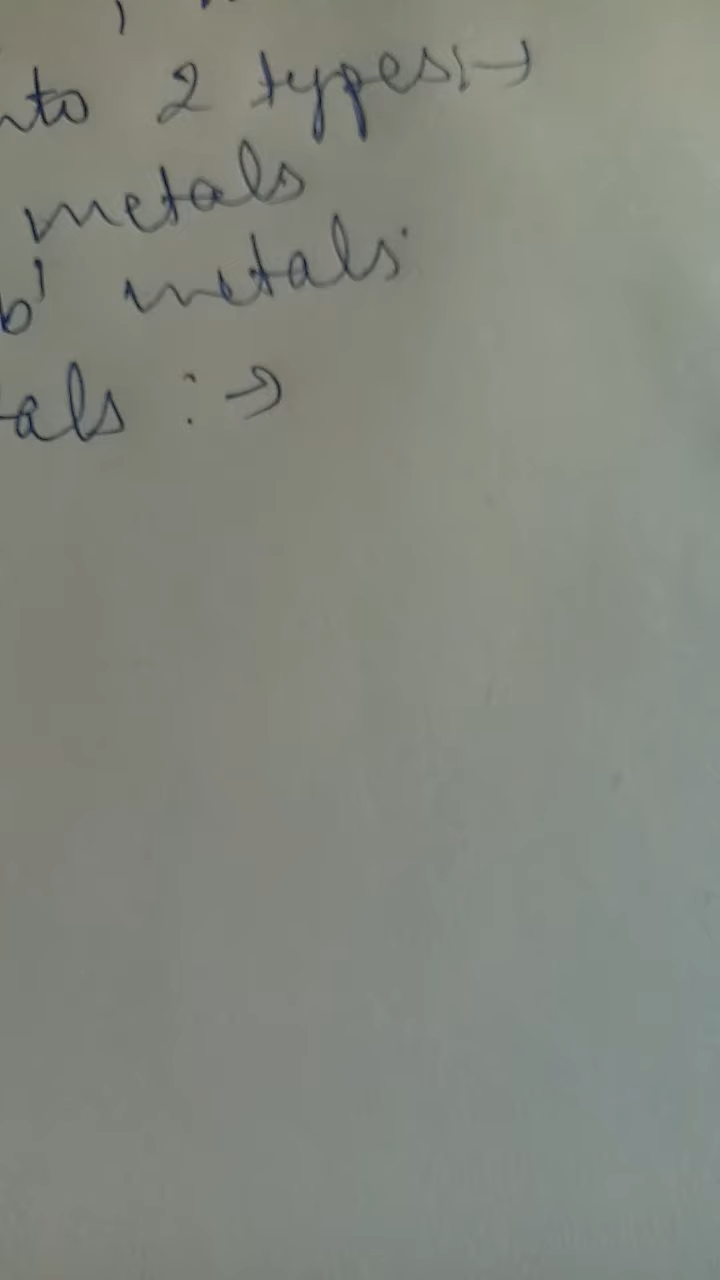 nto 2 types:→
metals
b' metals
als :→